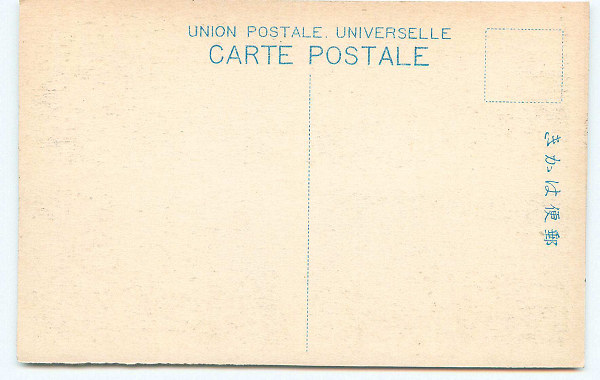 UNION POSTALE. UNIVERSELLE
CARTE POSTALE
郵便はかき